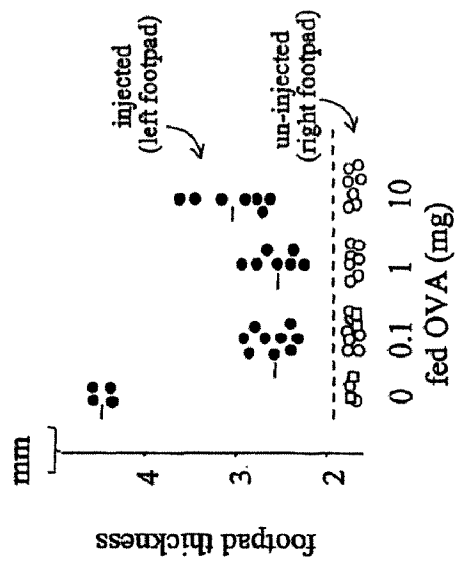 mm
injected
(left footpad)
un-injected
(right footpad)
footpad thickness
4
3
2
0 0.1 1 10
fed OVA (mg)